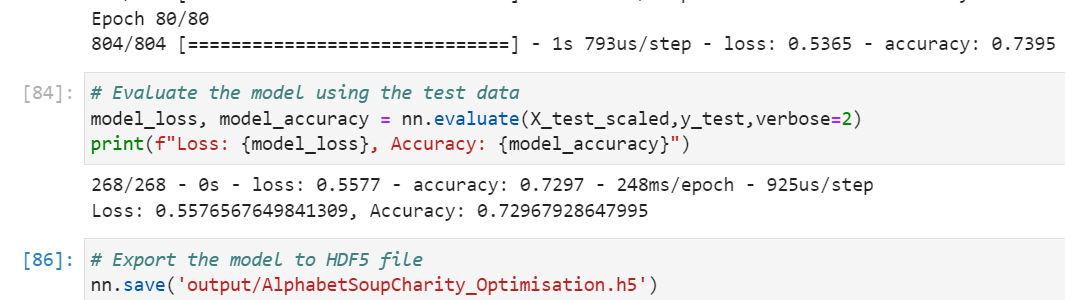 Epoch 80/80
804/804 [==============================] - 1s 793us/step - loss: 0.5365 - accuracy: 0.7395
[84]: # Evaluate the model using the test data
model_loss, model_accuracy = nn.evaluate(X_test_scaled,y_test,verbose=2)
print(f"Loss: {model_loss}, Accuracy: {model_accuracy}")
268/268 - 0s - loss: 0.5577 - accuracy: 0.7297 - 248ms/epoch - 925us/step
Loss: 0.5576567649841309, Accuracy: 0.72967928647995
[86]: # Export the model to HDF5 file
nn.save('output/AlphabetSoupCharity_Optimisation.h5')